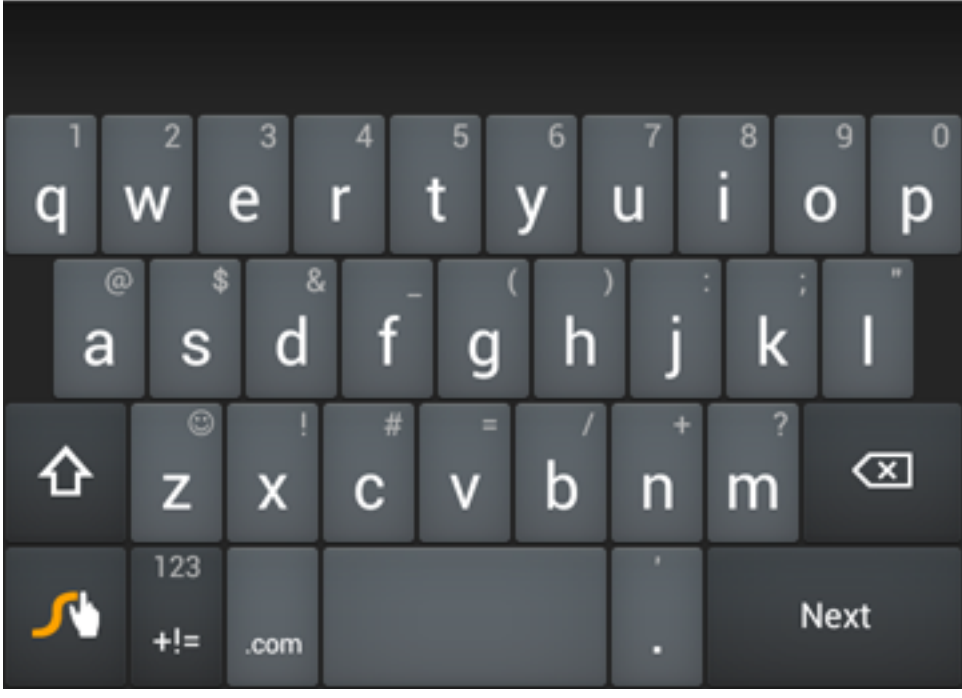 1 2 3 4 5 6 7 8 9 0
q w e r t y u i o p
@ $ & _ ( ) : ; "
a s d f g h j k l
☺ ! # = / + ?
z x c v b n m
123 '
+!= .com . Next